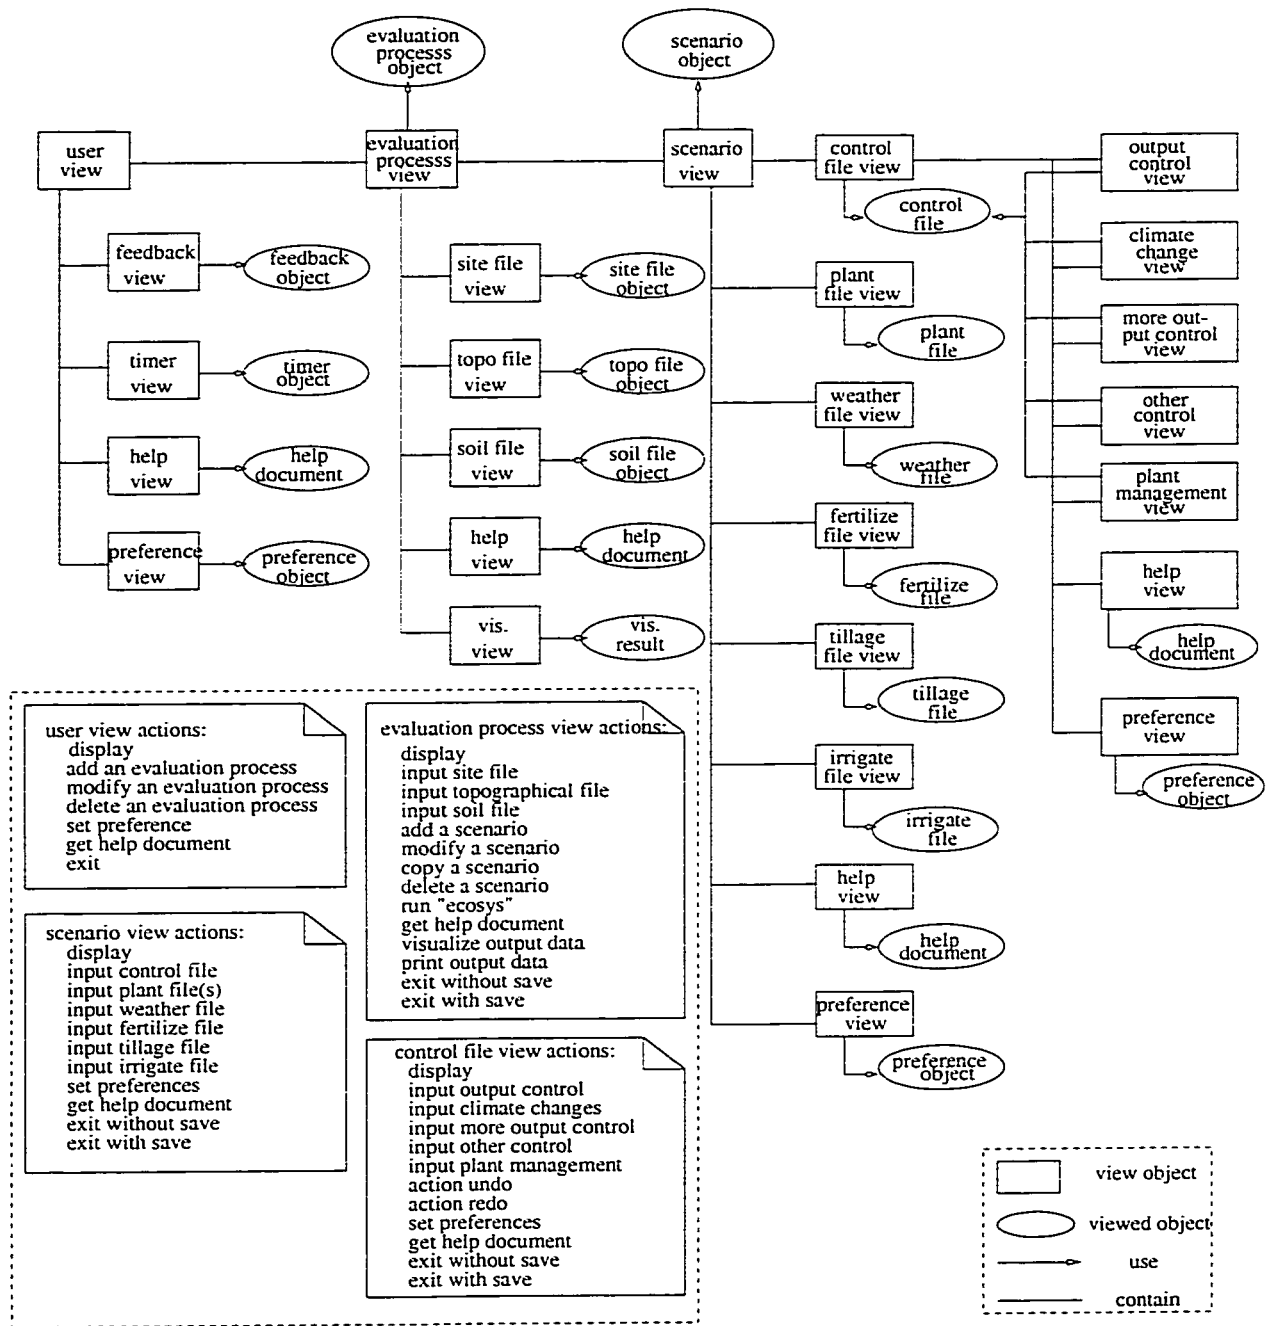 evaluation
processs
object
scenario
object
user
view
evaluation
processs
view
scenario
view
control
file view
output
control
view
control
file
feedback
view
feedback
object
site file
view
site file
object
plant
file view
plant
file
climate
change
view
more out-
put control
view
timer
view
timer
object
topo file
view
topo file
object
weather
file view
weather
file
other
control
view
help
view
help
document
soil file
view
soil file
object
plant
management
view
preference
view
preference
object
help
view
help
document
fertilize
file view
fertilize
file
help
view
help
document
vis.
view
vis.
result
tillage
file view
tillage
file
preference
view
preference
object
irrigate
file view
irrigate
file
help
view
help
document
preference
view
preference
object
user view actions:
display
add an evaluation process
modify an evaluation process
delete an evaluation process
set preference
get help document
exit
evaluation process view actions:
display
input site file
input topographical file
input soil file
add a scenario
modify a scenario
copy a scenario
delete a scenario
run "ecosys"
get help document
visualize output data
print output data
exit without save
exit with save
scenario view actions:
display
input control file
input plant file(s)
input weather file
input fertilize file
input tillage file
input irrigate file
set preferences
get help document
exit without save
exit with save
control file view actions:
display
input output control
input climate changes
input more output control
input other control
input plant management
action undo
action redo
set preferences
get help document
exit without save
exit with save
view object
viewed object
use
contain